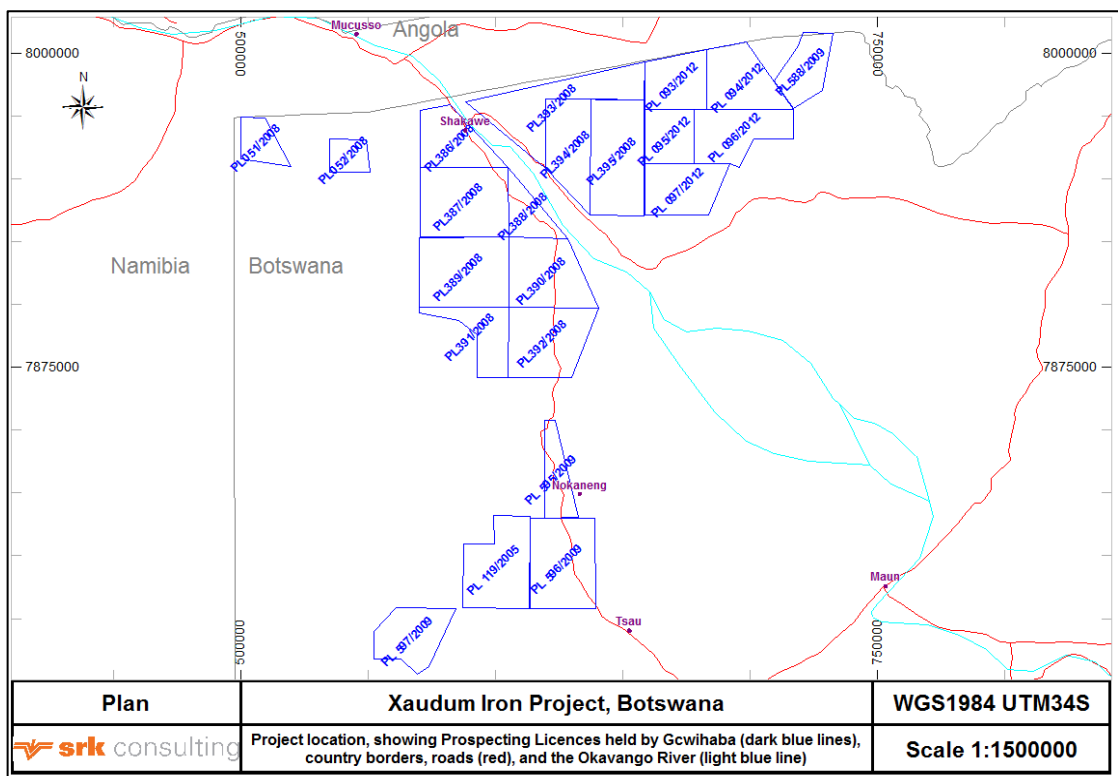 Mucusso
Angola
8000000
500000
750000
8000000
N
PL 093/2012
PL 094/2012
PL588/2009
PL393/2008
Shakawe
PL051/2008
PL052/2008
PL386/2008
PL394/2008
PL395/2008
PL 095/2012
PL 096/2012
PL387/2008
PL388/2008
PL 097/2012
Namibia
Botswana
PL389/2008
PL390/2008
PL391/2008
PL392/2008
7875000
7875000
PL 595/2009
Nokaneng
PL 119/2005
PL 596/2009
Maun
PL 597/2009
Tsau
500000
750000
Plan
Xaudum Iron Project, Botswana
WGS1984 UTM34S
srk consulting
Project location, showing Prospecting Licences held by Gcwihaba (dark blue lines),
country borders, roads (red), and the Okavango River (light blue line)
Scale 1:1500000